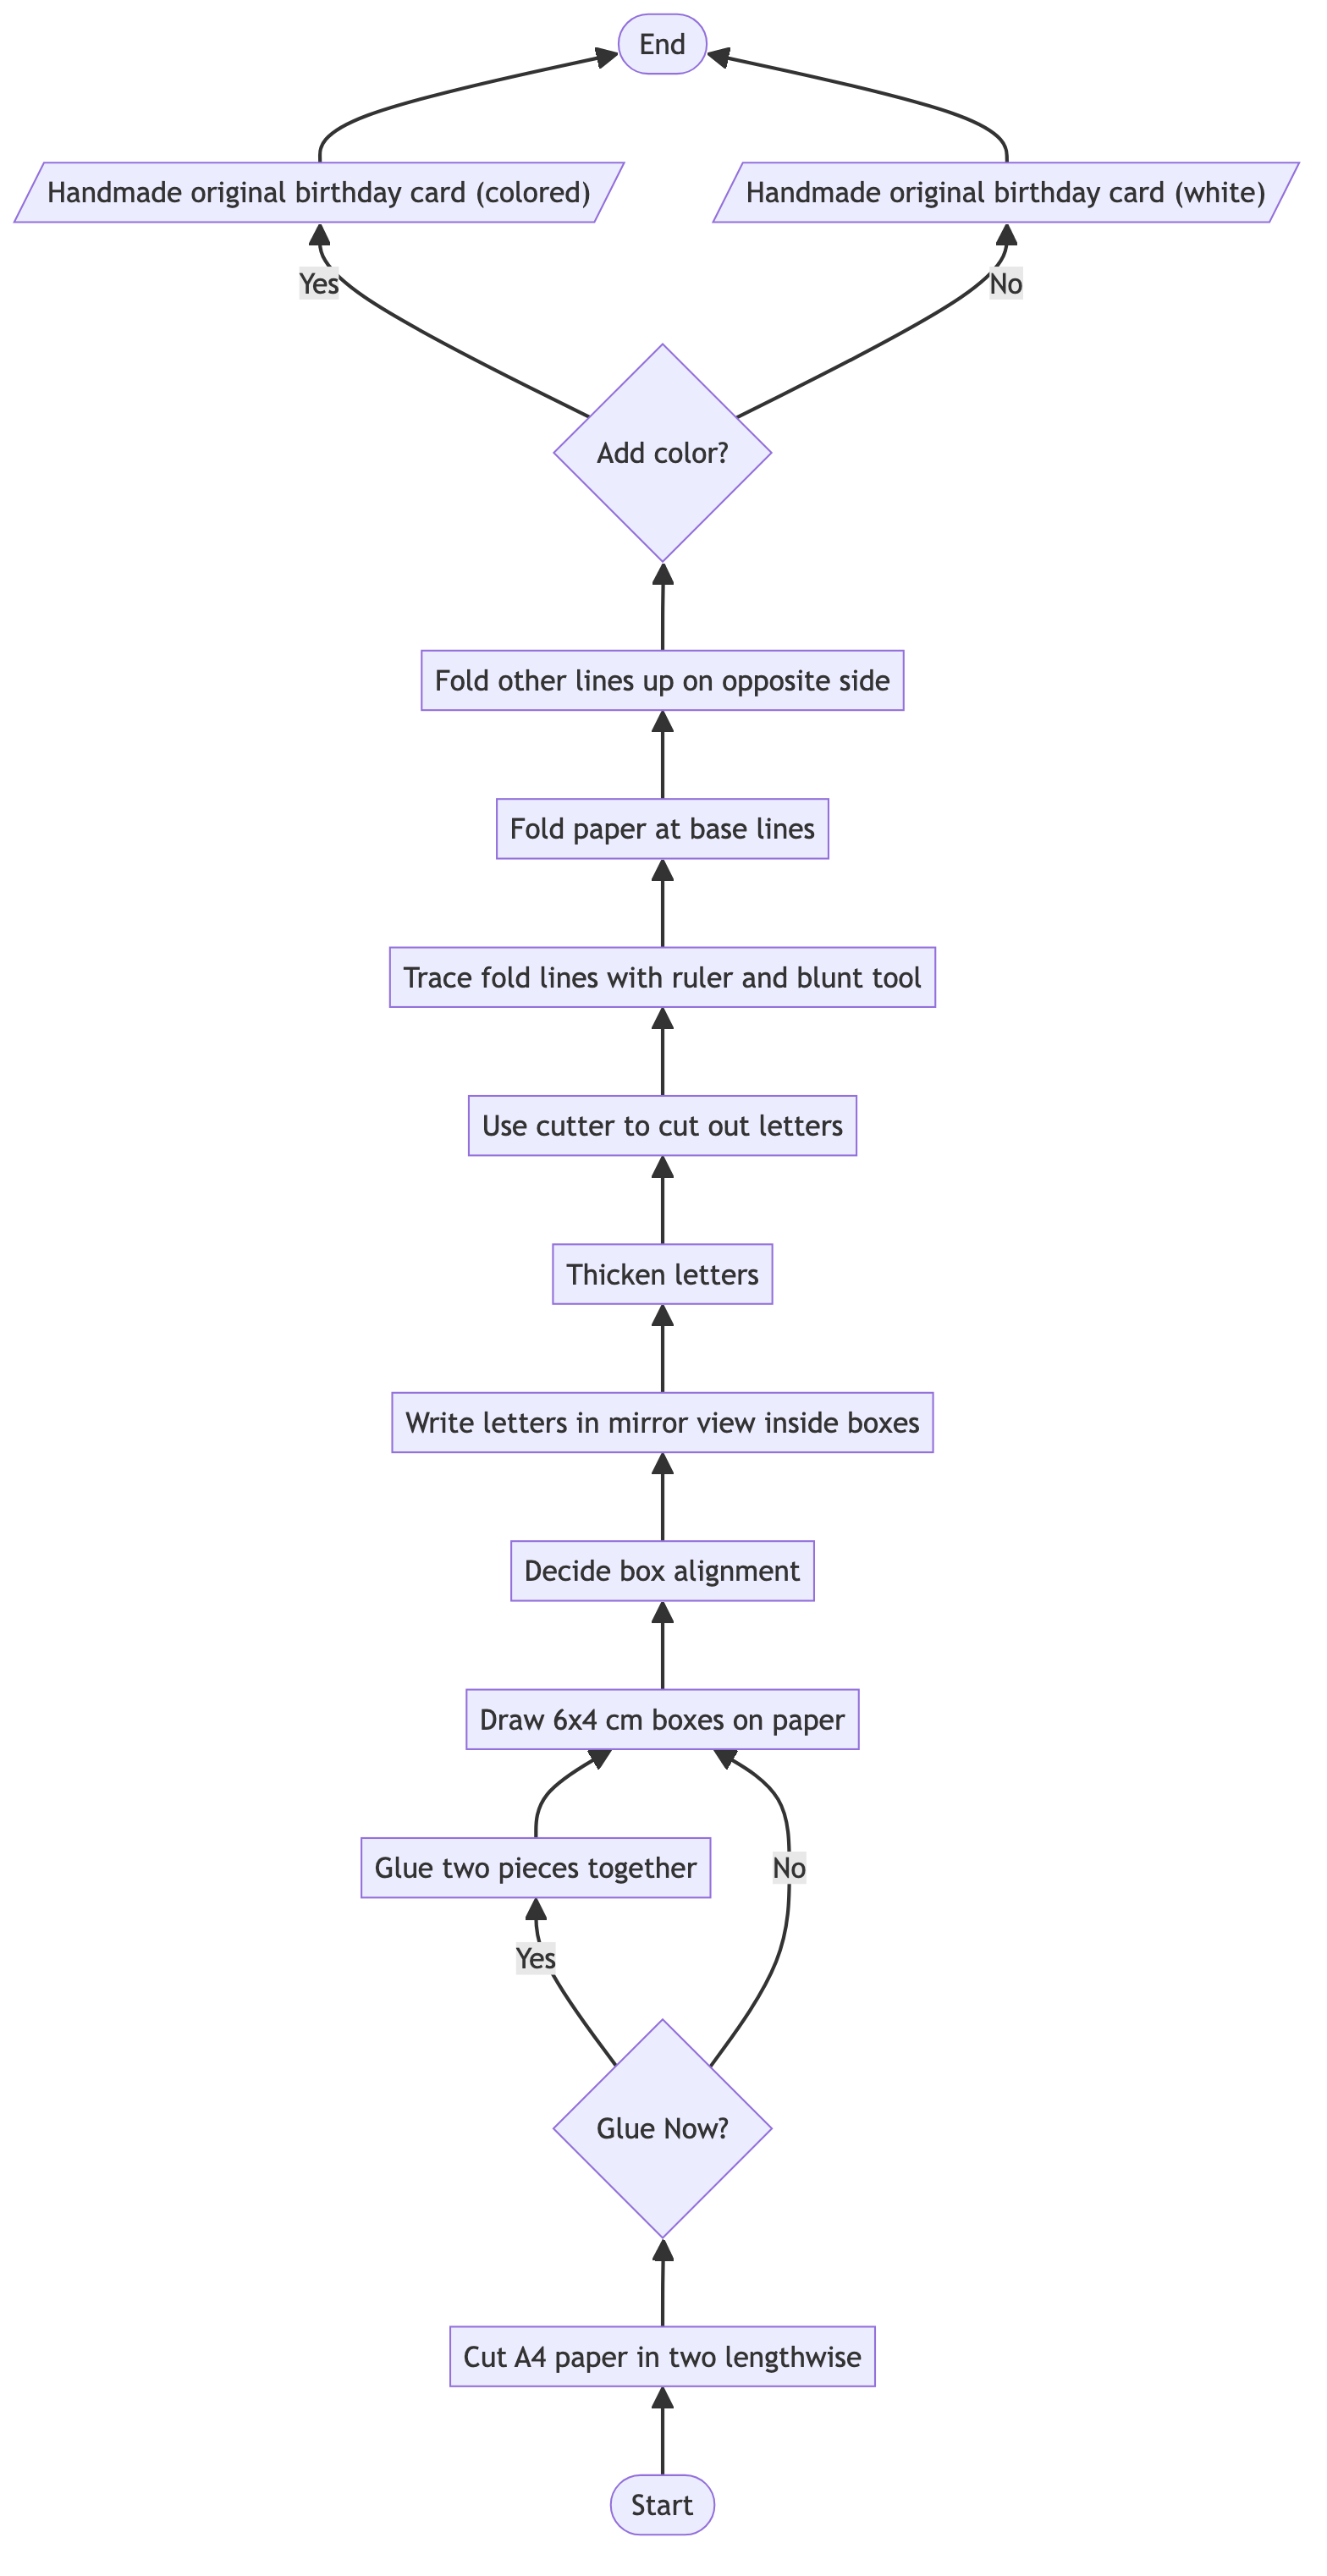 End
Handmade original birthday card (colored)
Handmade original birthday card (white)
Yes
No
Add color?
Fold other lines up on opposite side
Fold paper at base lines
Trace fold lines with ruler and blunt tool
Use cutter to cut out letters
Thicken letters
Write letters in mirror view inside boxes
Decide box alignment
Draw 6x4 cm boxes on paper
Glue two pieces together
No
Yes
Glue Now?
Cut A4 paper in two lengthwise
Start